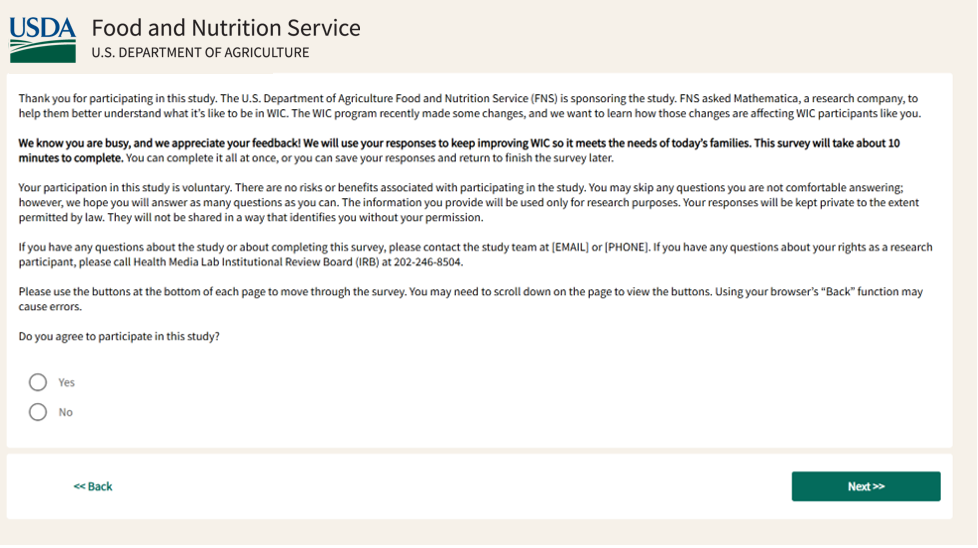 USDA
Food and Nutrition Service
U.S. DEPARTMENT OF AGRICULTURE
Thank you for participating in this study. The U.S. Department of Agriculture Food and Nutrition Service (FNS) is sponsoring the study. FNS asked Mathematica, a research company, to
help them better understand what it's like to be in WIC. The WIC program recently made some changes, and we want to learn how those changes are affecting WIC participants like you.
We know you are busy, and we appreciate your feedback! We will use your responses to keep improving WIC so it meets the needs of today's families. This survey will take about 10
minutes to complete. You can complete it all at once, or you can save your responses and return to finish the survey later.
Your participation in this study is voluntary. There are no risks or benefits associated with participating in the study. You may skip any questions you are not comfortable answering;
however, we hope you will answer as many questions as you can. The information you provide will be used only for research purposes. Your responses will be kept private to the extent
permitted by law. They will not be shared in a way that identifies you without your permission.
If you have any questions about the study or about completing this survey, please contact the study team at [EMAIL] or [PHONE]. If you have any questions about your rights as a research
participant, please call Health Media Lab Institutional Review Board (IRB) at 202-246-8504.
Please use the buttons at the bottom of each page to move through the survey. You may need to scroll down on the page to view the buttons. Using your browser's "Back" function may
cause errors.
Do you agree to participate in this study?
Yes
No
<< Back
Next >>